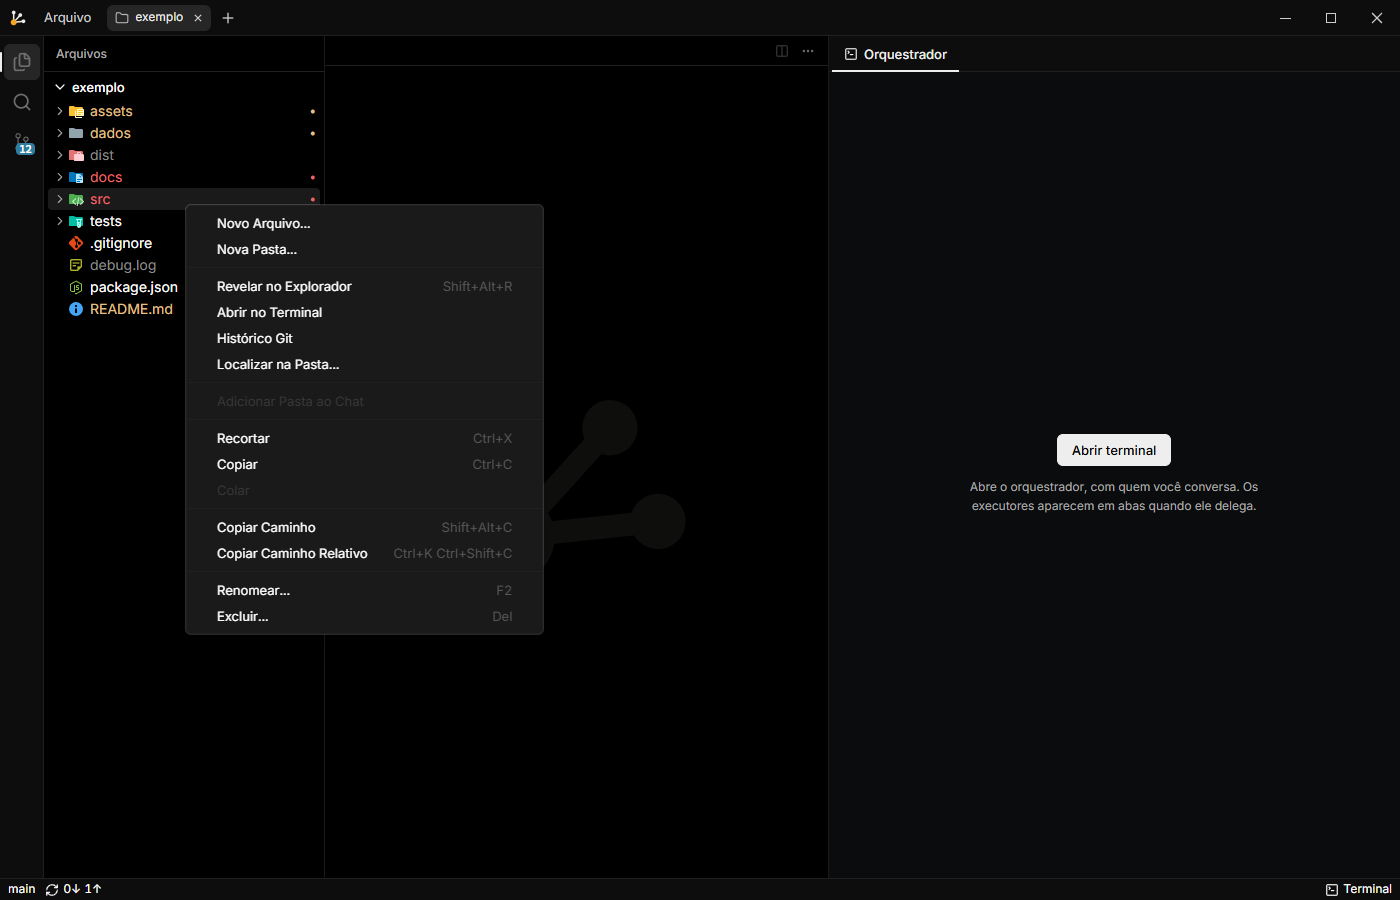 Arquivo
exemplo
Arquivos
Orquestrador
exemplo
assets
dados
dist
docs
src
tests
.gitignore
debug.log
package.json
README.md
12
Novo Arquivo...
Nova Pasta...
Revelar no Explorador Shift+Alt+R
Abrir no Terminal
Histórico Git
Localizar na Pasta...
Adicionar Pasta ao Chat
Recortar Ctrl+X
Copiar Ctrl+C
Colar
Copiar Caminho Shift+Alt+C
Copiar Caminho Relativo Ctrl+K Ctrl+Shift+C
Renomear... F2
Excluir... Del
Abrir terminal
Abre o orquestrador, com quem você conversa. Os
executores aparecem em abas quando ele delega.
main 0↓ 1↑
Terminal